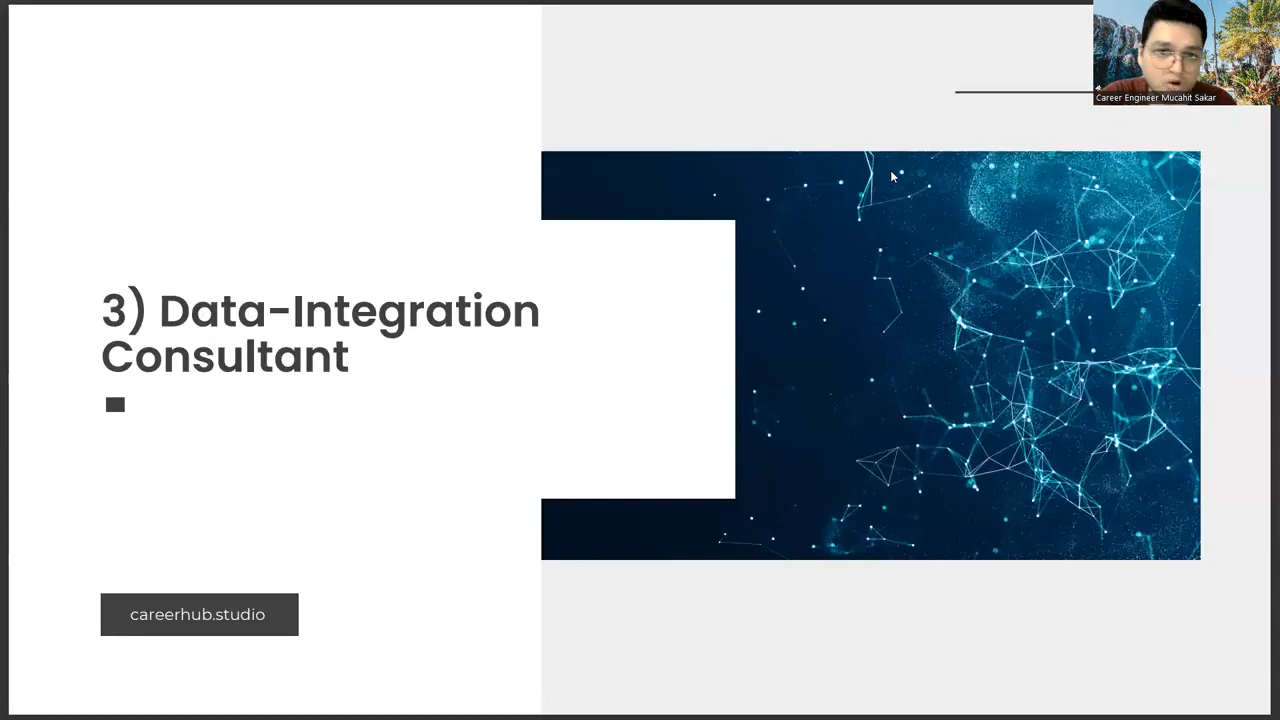 Career Engineer Mucahit Sakar
3) Data-Integration
Consultant
careerhub.studio